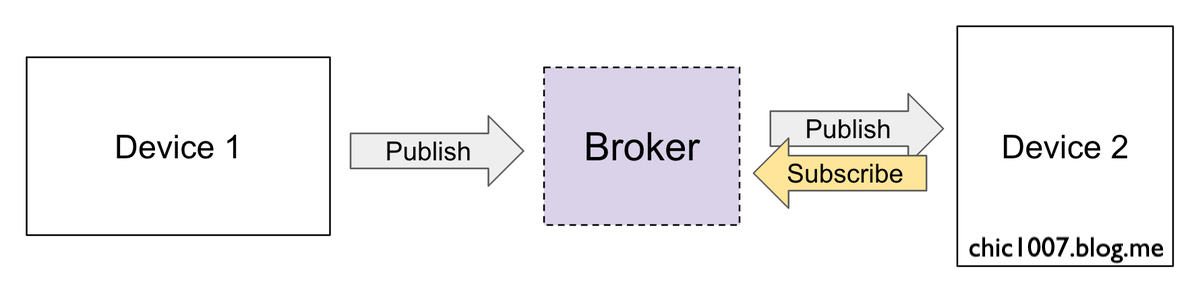 Device 1
Publish
Broker
Publish
Subscribe
Device 2
chic1007.blog.me